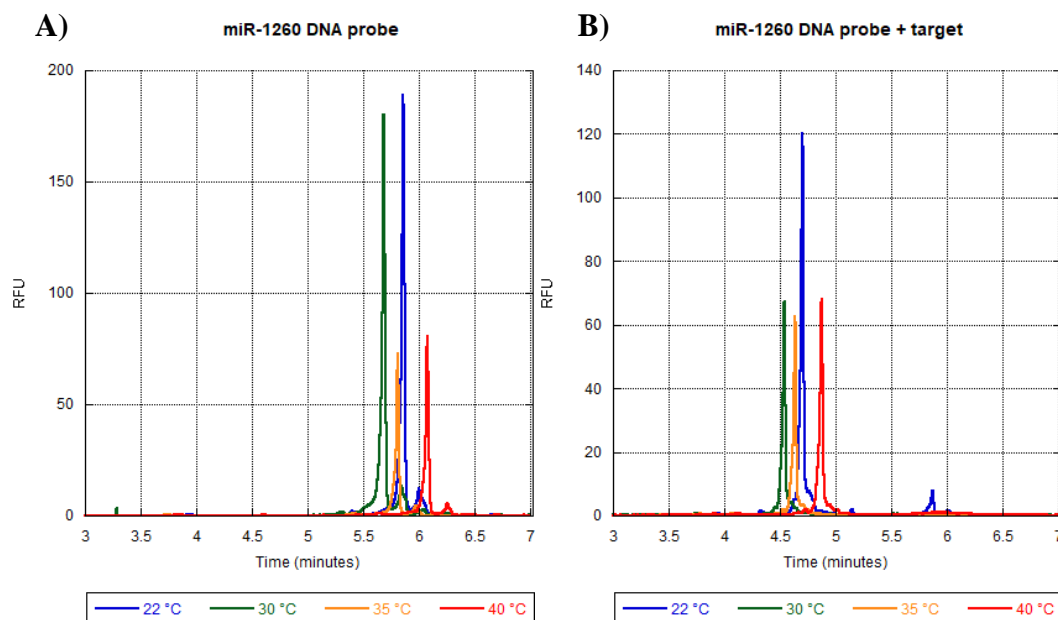 A)
miR-1260 DNA probe
200
150
100
50
0
RFU
3 3.5 4 4.5 5 5.5 6 6.5 7
Time (minutes)
22 °C 30 °C 35 °C 40 °C
B)
miR-1260 DNA probe + target
140
120
100
80
60
40
20
0
RFU
3 3.5 4 4.5 5 5.5 6 6.5 7
Time (minutes)
22 °C 30 °C 35 °C 40 °C